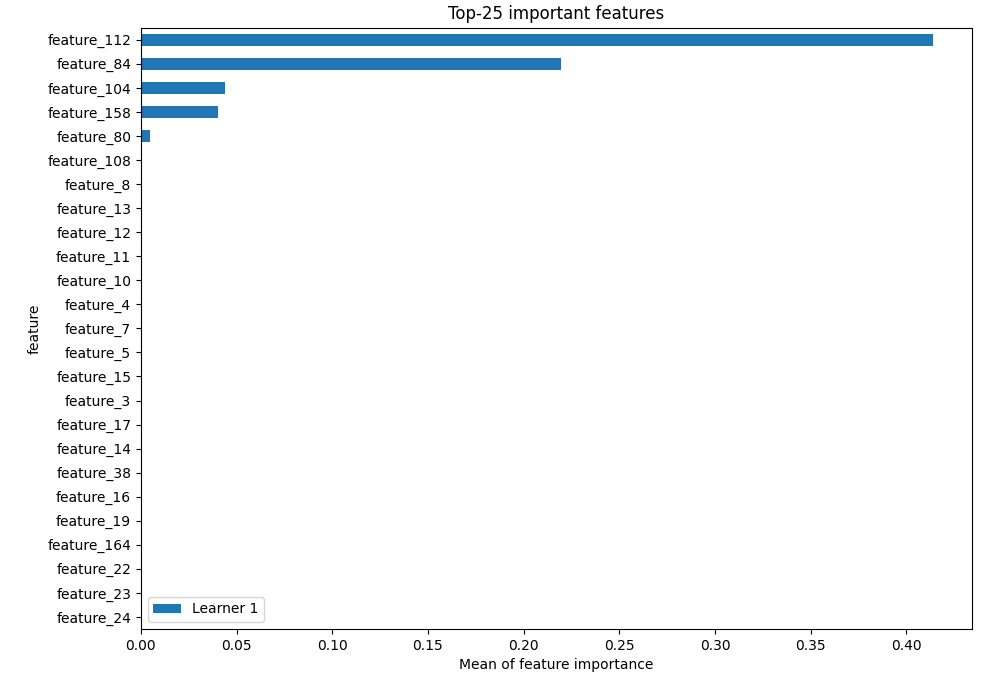 Top-25 important features
feature_112
feature_84
feature_104
feature_158
feature_80
feature_108
feature_8
feature_13
feature_12
feature_11
feature_10
feature_4
feature_7
feature_5
feature_15
feature_3
feature_17
feature_14
feature_38
feature_16
feature_19
feature_164
feature_22
feature_23
feature_24
feature
Learner 1
0.00 0.05 0.10 0.15 0.20 0.25 0.30 0.35 0.40
Mean of feature importance